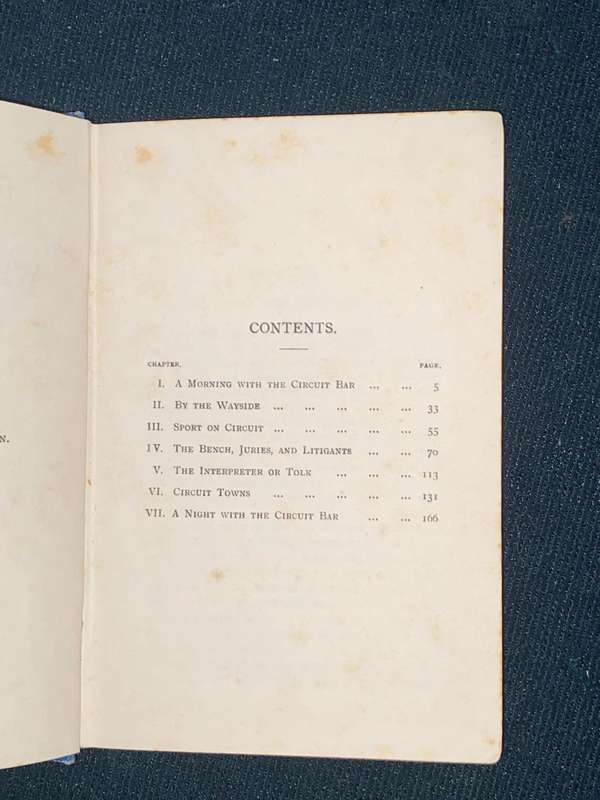 N.
CONTENTS.
CHAPTER. PAGE.
I. A Morning with the Circuit Bar ... ... 5
II. By the Wayside ... ... ... ... ... 33
III. Sport on Circuit ... ... ... ... ... 55
IV. The Bench, Juries, and Litigants ... ... 70
V. The Interpreter or Tolk ... ... ... 113
VI. Circuit Towns ... ... ... ... ... 131
VII. A Night with the Circuit Bar ... ... 166